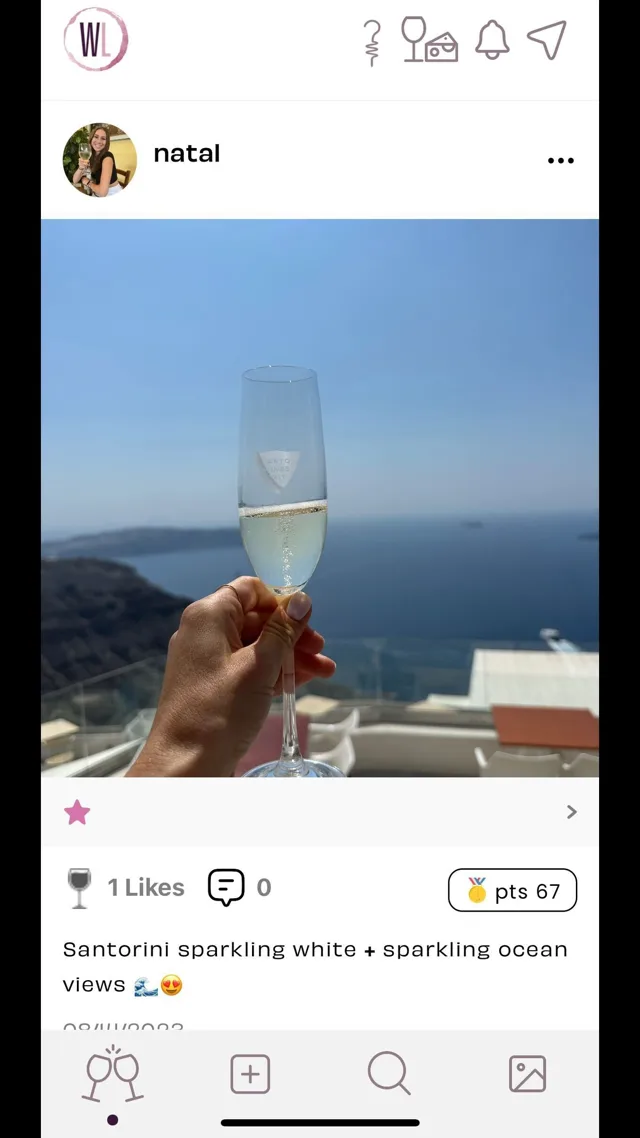 WL
natal
1 Likes
0
pts 67
Santorini sparkling white + sparkling ocean
views 🌊😍